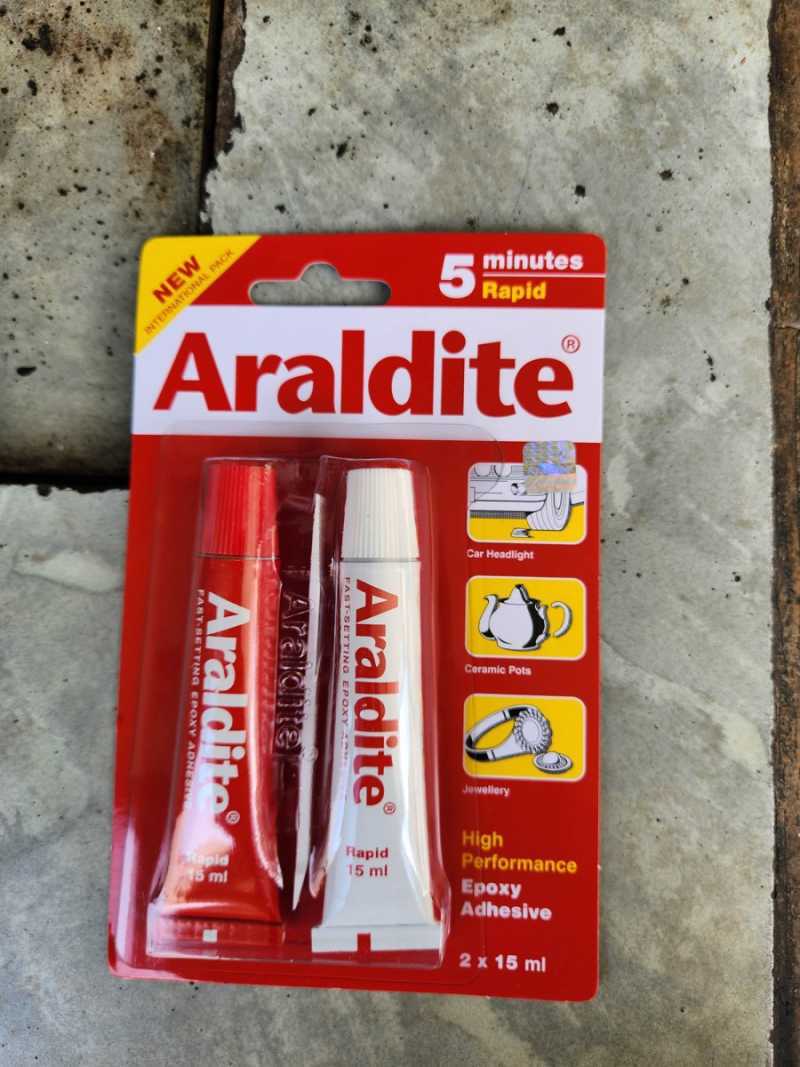 NEW
INTERNATIONAL PACK
5 minutes
Rapid
Araldite®
Car Headlight
Ceramic Pots
Jewellery
High
Performance
Epoxy
Adhesive
2 x 15 ml
Araldite®
FAST-SETTING EPOXY ADHESIVE
Rapid
15 ml
Araldite®
Araldite®
FAST-SETTING EPOXY
Rapid
15 ml